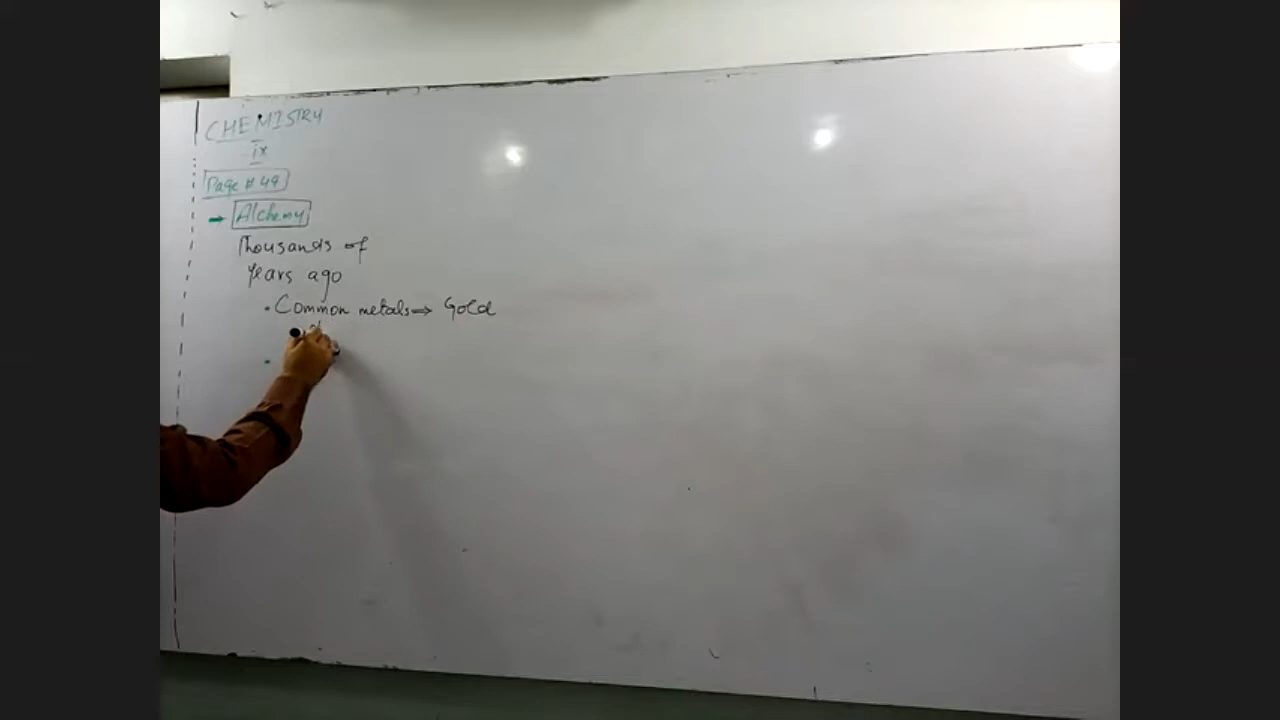 CHEMISTRY
ix
Page # 49
→ Alchemy
Thousands of
years ago
• Common metals ⇒ Gold
•